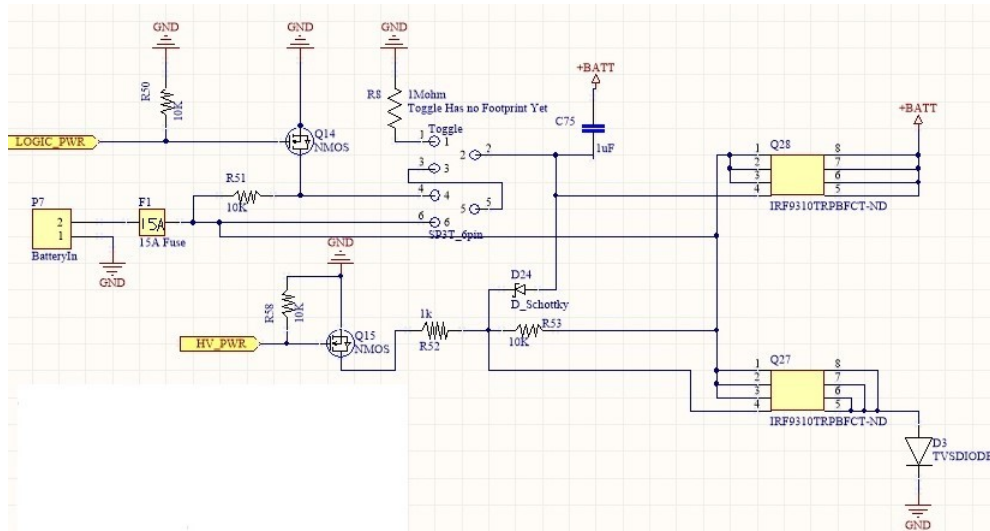 GND
GND
GND
+BATT
+BATT
R50
10K
R8
1Mohm
Toggle Has no Footprint Yet
Toggle
C75
1uF
LOGIC_PWR
Q14
NMOS
1
1
2
2
3
3
4
4
5
5
6
6
SP3T_6pin
R51
10K
P7
2
1
BatteryIn
F1
15A
15A Fuse
GND
Q28
1
2
3
4
8
7
6
5
IRF9310TRPBFCT-ND
GND
R58
10K
HV_PWR
Q15
NMOS
1k
R52
D24
D_Schottky
R53
10K
Q27
1
2
3
4
8
7
6
5
IRF9310TRPBFCT-ND
D3
TVSDIODE
GND